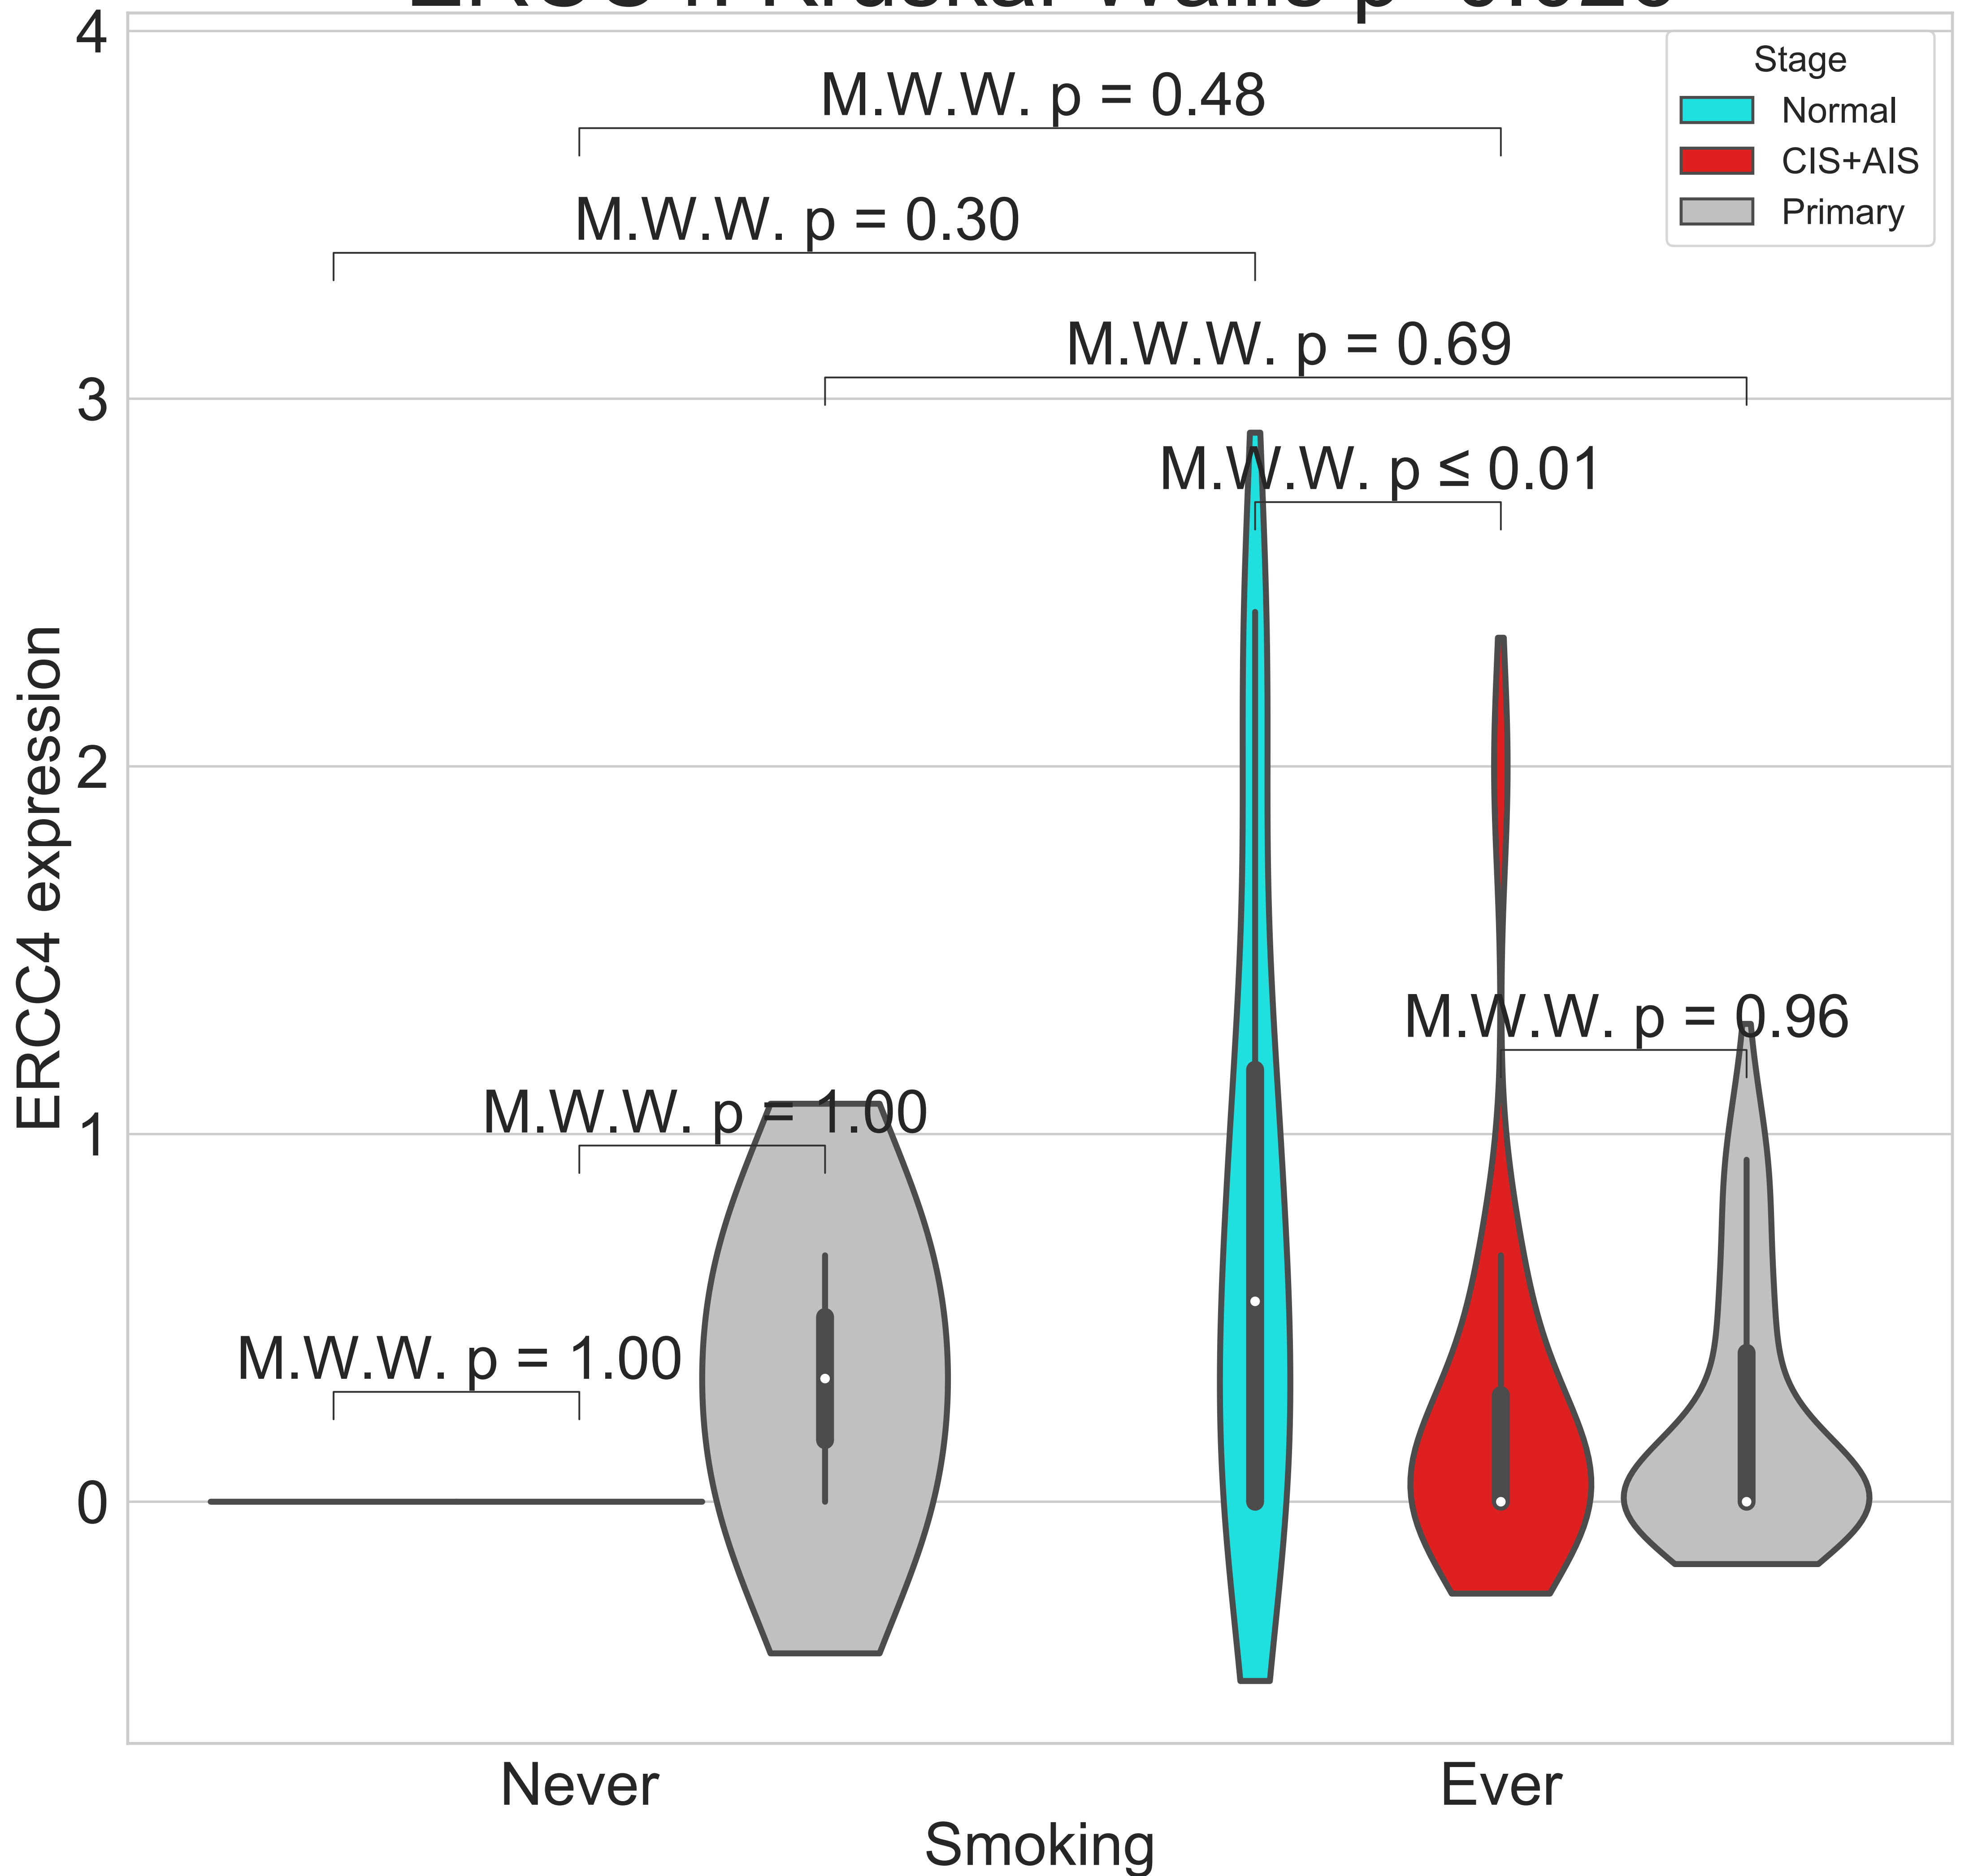 4
M.W.W. p = 0.48
Stage
Normal
CIS+AIS
Primary
M.W.W. p = 0.30
M.W.W. p = 0.69
3
M.W.W. p ≤ 0.01
2
ERCC4 expression
M.W.W. p = 0.96
M.W.W. p = 1.00
1
M.W.W. p = 1.00
0
Never
Ever
Smoking